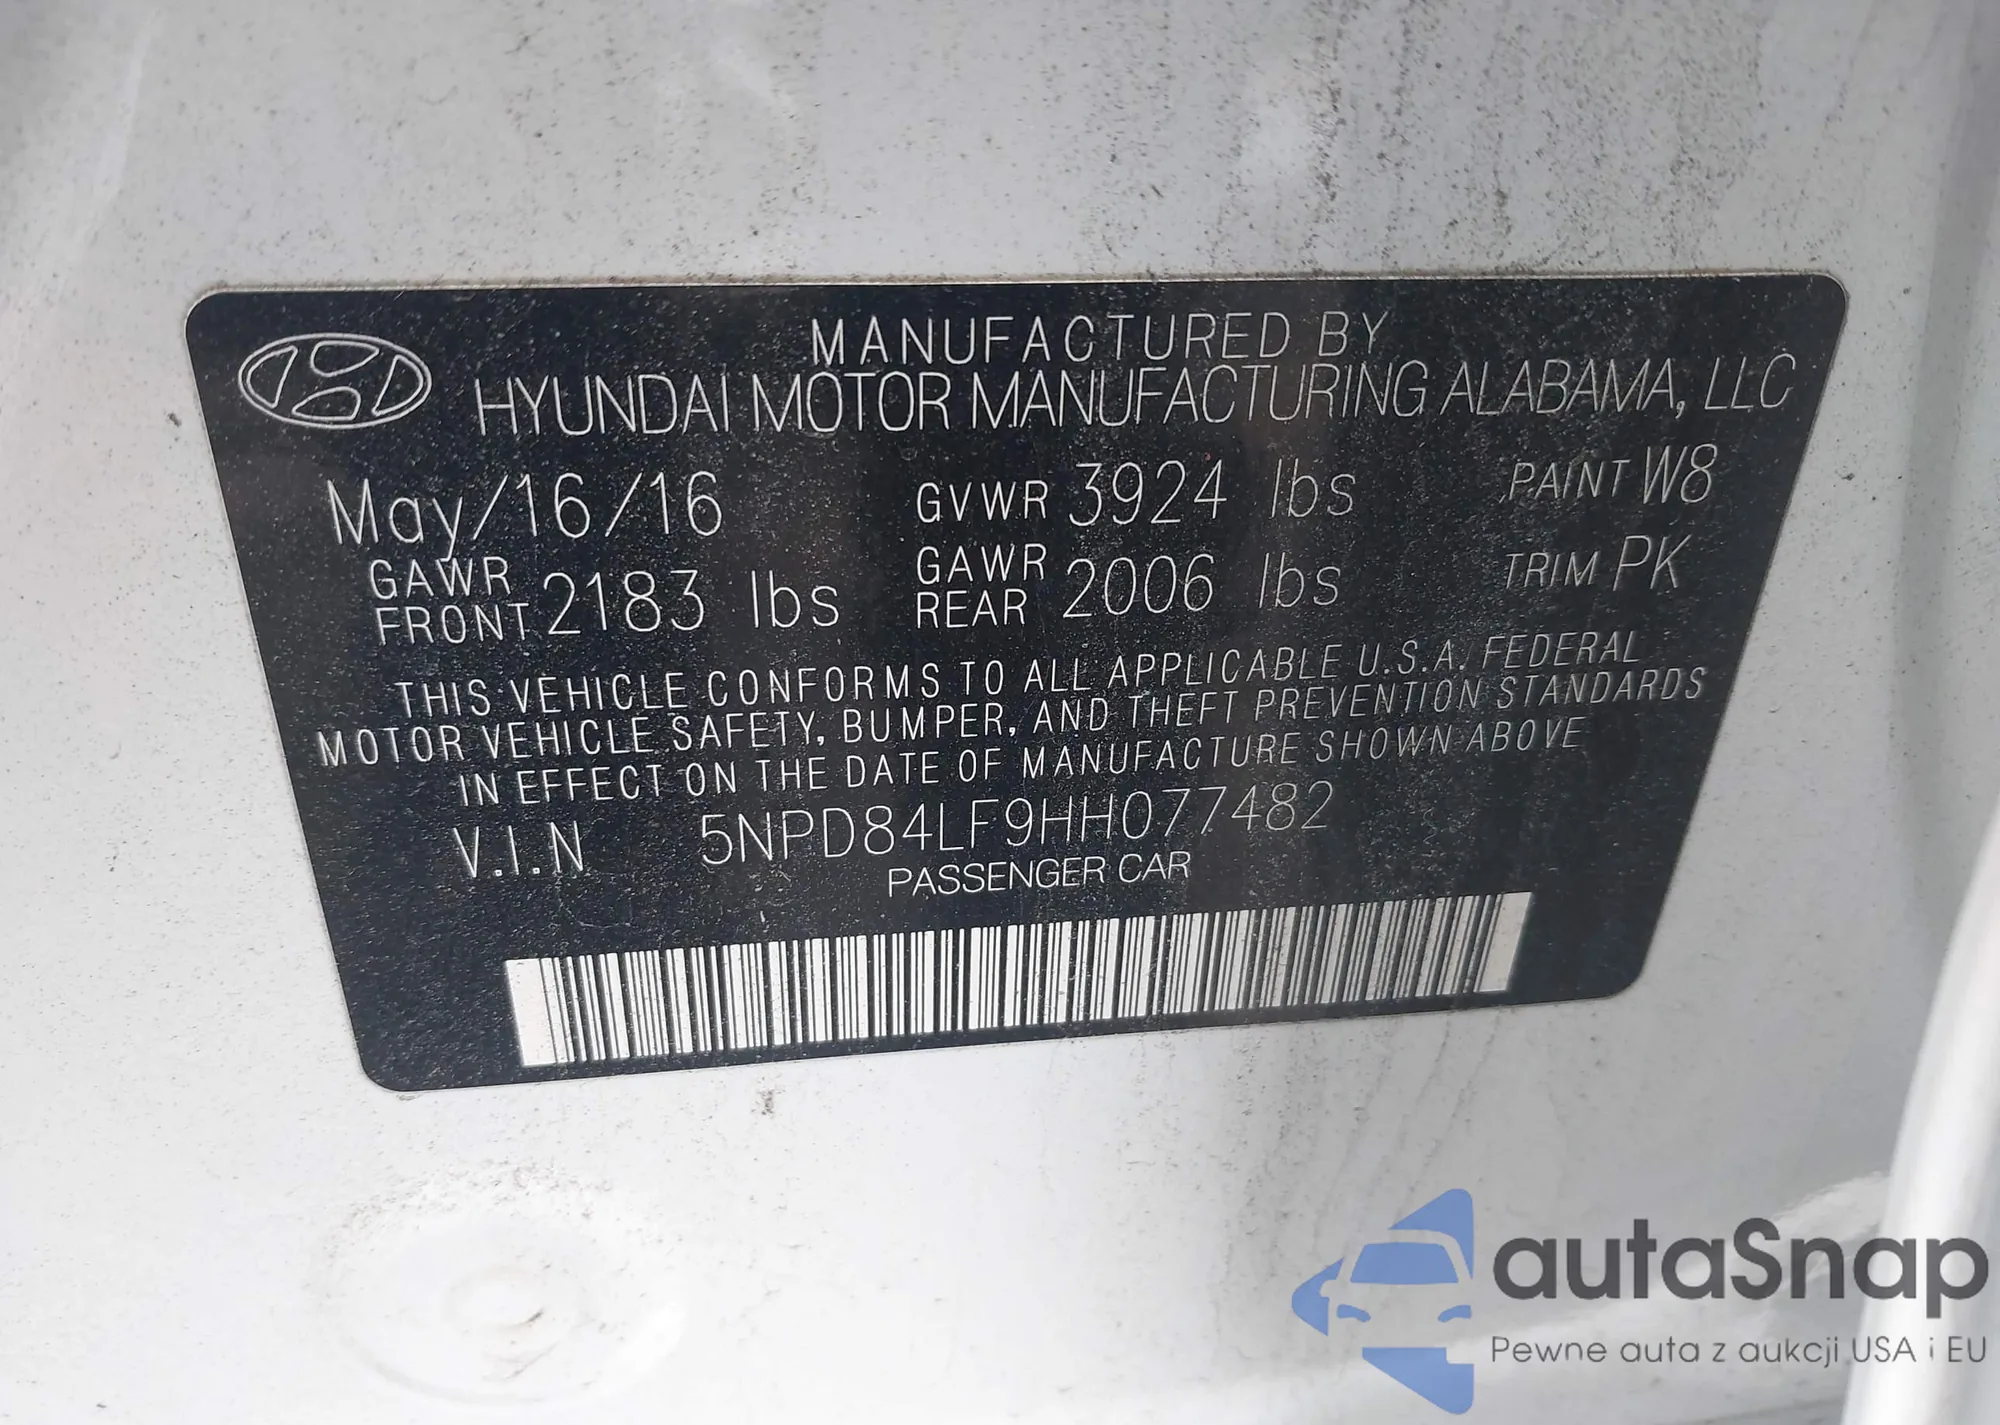 MANUFACTURED BY
HYUNDAI MOTOR MANUFACTURING ALABAMA, LLC
May/16/16 GVWR 3924 lbs PAINT W8
GAWR FRONT 2183 lbs GAWR REAR 2006 lbs TRIM PK
THIS VEHICLE CONFORMS TO ALL APPLICABLE U.S.A. FEDERAL
MOTOR VEHICLE SAFETY, BUMPER, AND THEFT PREVENTION STANDARDS
IN EFFECT ON THE DATE OF MANUFACTURE SHOWN ABOVE
V.I.N 5NPD84LF9HH077482
PASSENGER CAR
autaSnap
Pewne auta z aukcji USA i EU